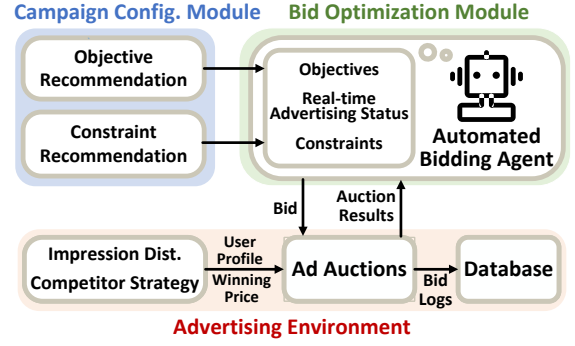 Campaign Config. Module
Bid Optimization Module
Objective
Recommendation
Constraint
Recommendation
Objectives
Real-time
Advertising Status
Constraints
Automated
Bidding Agent
Bid
Auction
Results
Impression Dist.
Competitor Strategy
User
Profile
Winning
Price
Ad Auctions
Bid
Logs
Database
Advertising Environment